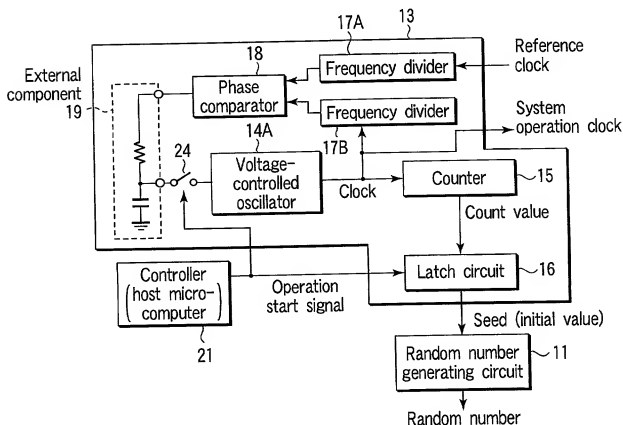 17A
13
18
Frequency divider
Reference
clock
External
component
19
Phase
comparator
Frequency divider
17B
System
operation clock
24
14A
Voltage-
controlled
oscillator
Clock
Counter
15
Count value
Latch circuit
16
Controller
(host micro-
computer)
21
Operation
start signal
Seed (initial value)
Random number
generating circuit
11
Random number